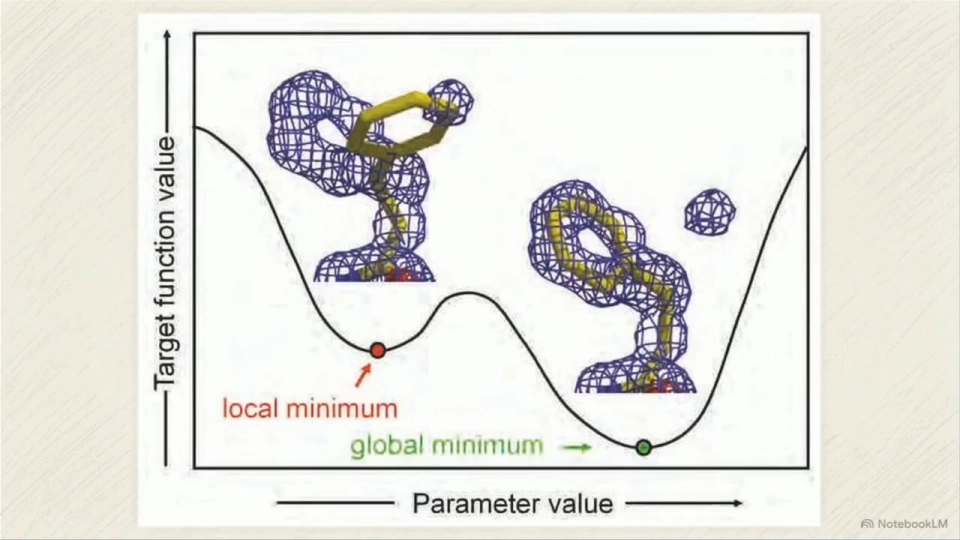 Target function value
local minimum
global minimum
Parameter value
NotebookLM